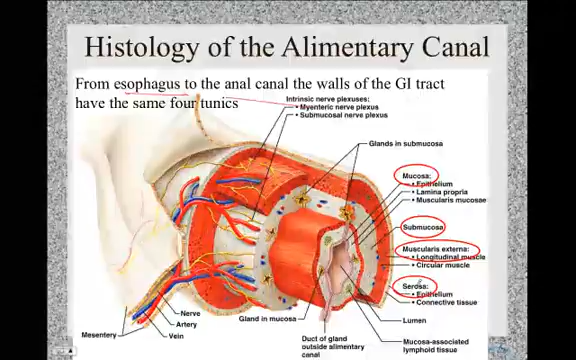 Histology of the Alimentary Canal
From esophagus to the anal canal the walls of the GI tract
have the same four tunics
Intrinsic nerve plexuses:
• Myenteric nerve plexus
• Submucosal nerve plexus
Glands in submucosa
Mucosa:
• Epithelium
• Lamina propria
• Muscularis mucosae
Submucosa
Muscularis externa:
• Longitudinal muscle
• Circular muscle
Serosa:
• Epithelium
• Connective tissue
Nerve
Artery
Vein
Mesentery
Gland in mucosa
Lumen
Duct of gland
outside alimentary
canal
Mucosa-associated
lymphoid tissue